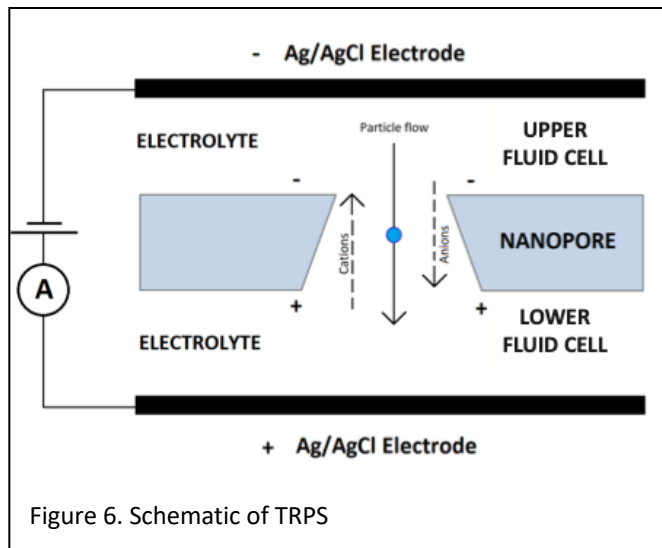 - Ag/AgCl Electrode
Particle flow
ELECTROLYTE
UPPER
FLUID CELL
- -
Cations
Anions
NANOPORE
A
+ +
ELECTROLYTE
LOWER
FLUID CELL
+ Ag/AgCl Electrode
Figure 6. Schematic of TRPS